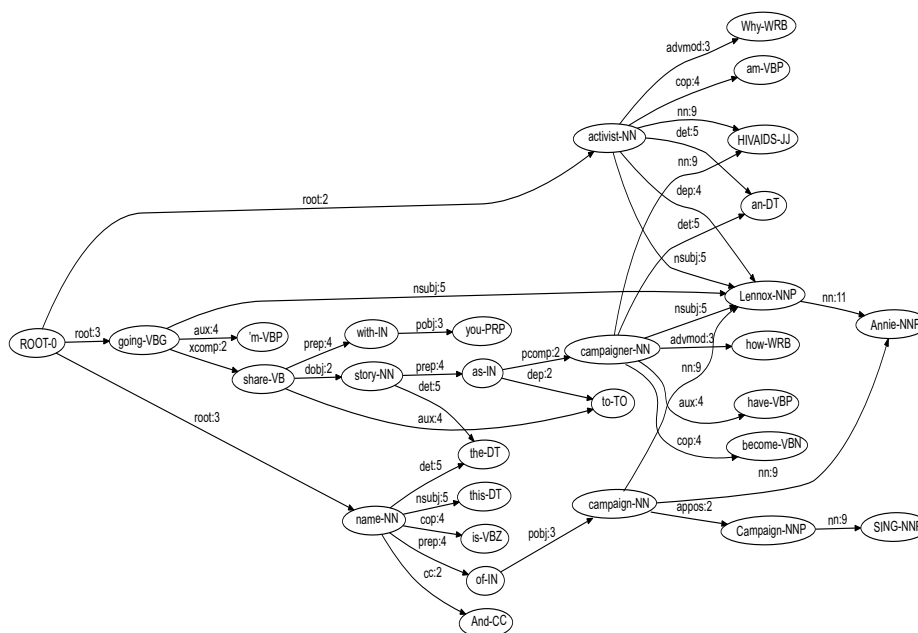 Why-WRB
advmod:3
am-VBP
cop:4
nn:9
activist-NN
HIVAIDS-JJ
det:5
nn:9
dep:4
root:2
an-DT
det:5
nsubj:5
nsubj:5
Lennox-NNP
nn:11
Annie-NNP
ROOT-0
root:3
going-VBG
aux:4
'm-VBP
with-IN
pobj:3
you-PRP
nsubj:5
advmod:3
how-WRB
xcomp:2
prep:4
pcomp:2
campaigner-NN
share-VB
dobj:2
story-NN
prep:4
as-IN
nn:9
dep:2
det:5
to-TO
aux:4
have-VBP
root:3
aux:4
cop:4
become-VBN
the-DT
nn:9
det:5
nsubj:5
this-DT
campaign-NN
appos:2
name-NN
cop:4
is-VBZ
pobj:3
Campaign-NNP
nn:9
SING-NNP
prep:4
of-IN
cc:2
And-CC